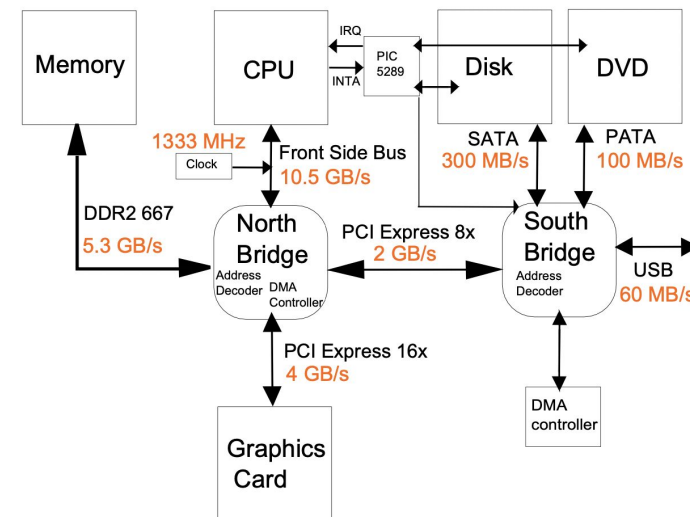 Memory
CPU
IRQ
INTA
PIC
5289
Disk
DVD
1333 MHz
Clock
Front Side Bus
10.5 GB/s
SATA
300 MB/s
PATA
100 MB/s
DDR2 667
5.3 GB/s
North
Bridge
Address
Decoder
DMA
Controller
PCI Express 8x
2 GB/s
South
Bridge
Address
Decoder
USB
60 MB/s
PCI Express 16x
4 GB/s
DMA
controller
Graphics
Card